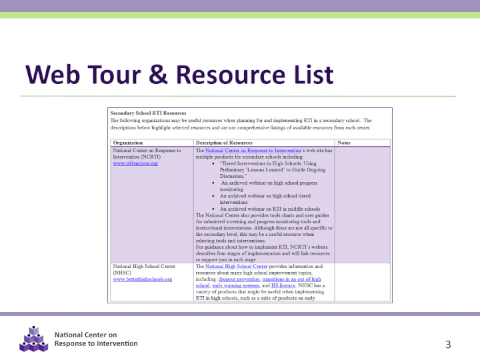 Web Tour & Resource List
Secondary School RTI Resources
The following organizations may be useful resources when planning for and implementing RTI in a secondary school. The
descriptions below highlight selected resources and are not comprehensive listings of available resources from each center.
Organization Description of Resources Notes
National Center on Response to
Intervention (NCRTI)
www.rti4success.org
The National Center on Response to Intervention's web site has
multiple products for secondary schools including:
• "Tiered Interventions in High Schools: Using
Preliminary 'Lessons Learned' to Guide Ongoing
Discussion."
• An archived webinar on high school progress
monitoring
• An archived webinar on high school tiered
interventions
• An archived webinar on RTI in middle schools
The National Center also provides tools charts and user guides
for submitted screening and progress monitoring tools and
instructional interventions. Although these are not all specific to
the secondary level, this may be a useful resource when
selecting tools and interventions.
For guidance about how to implement RTI, NCRTI's website
describes four stages of implementation and will link resources
to support you in each stage.
National High School Center
(NHSC)
www.betterhighschools.org
The National High School Center provides information and
resources about many high school improvement topics,
including: dropout prevention, transitions in an out of high
school, early warning systems, and HS literacy. NHSC has a
variety of products that might be useful when implementing
RTI in high schools, such as a suite of products on early
National Center on
Response to Intervention
3